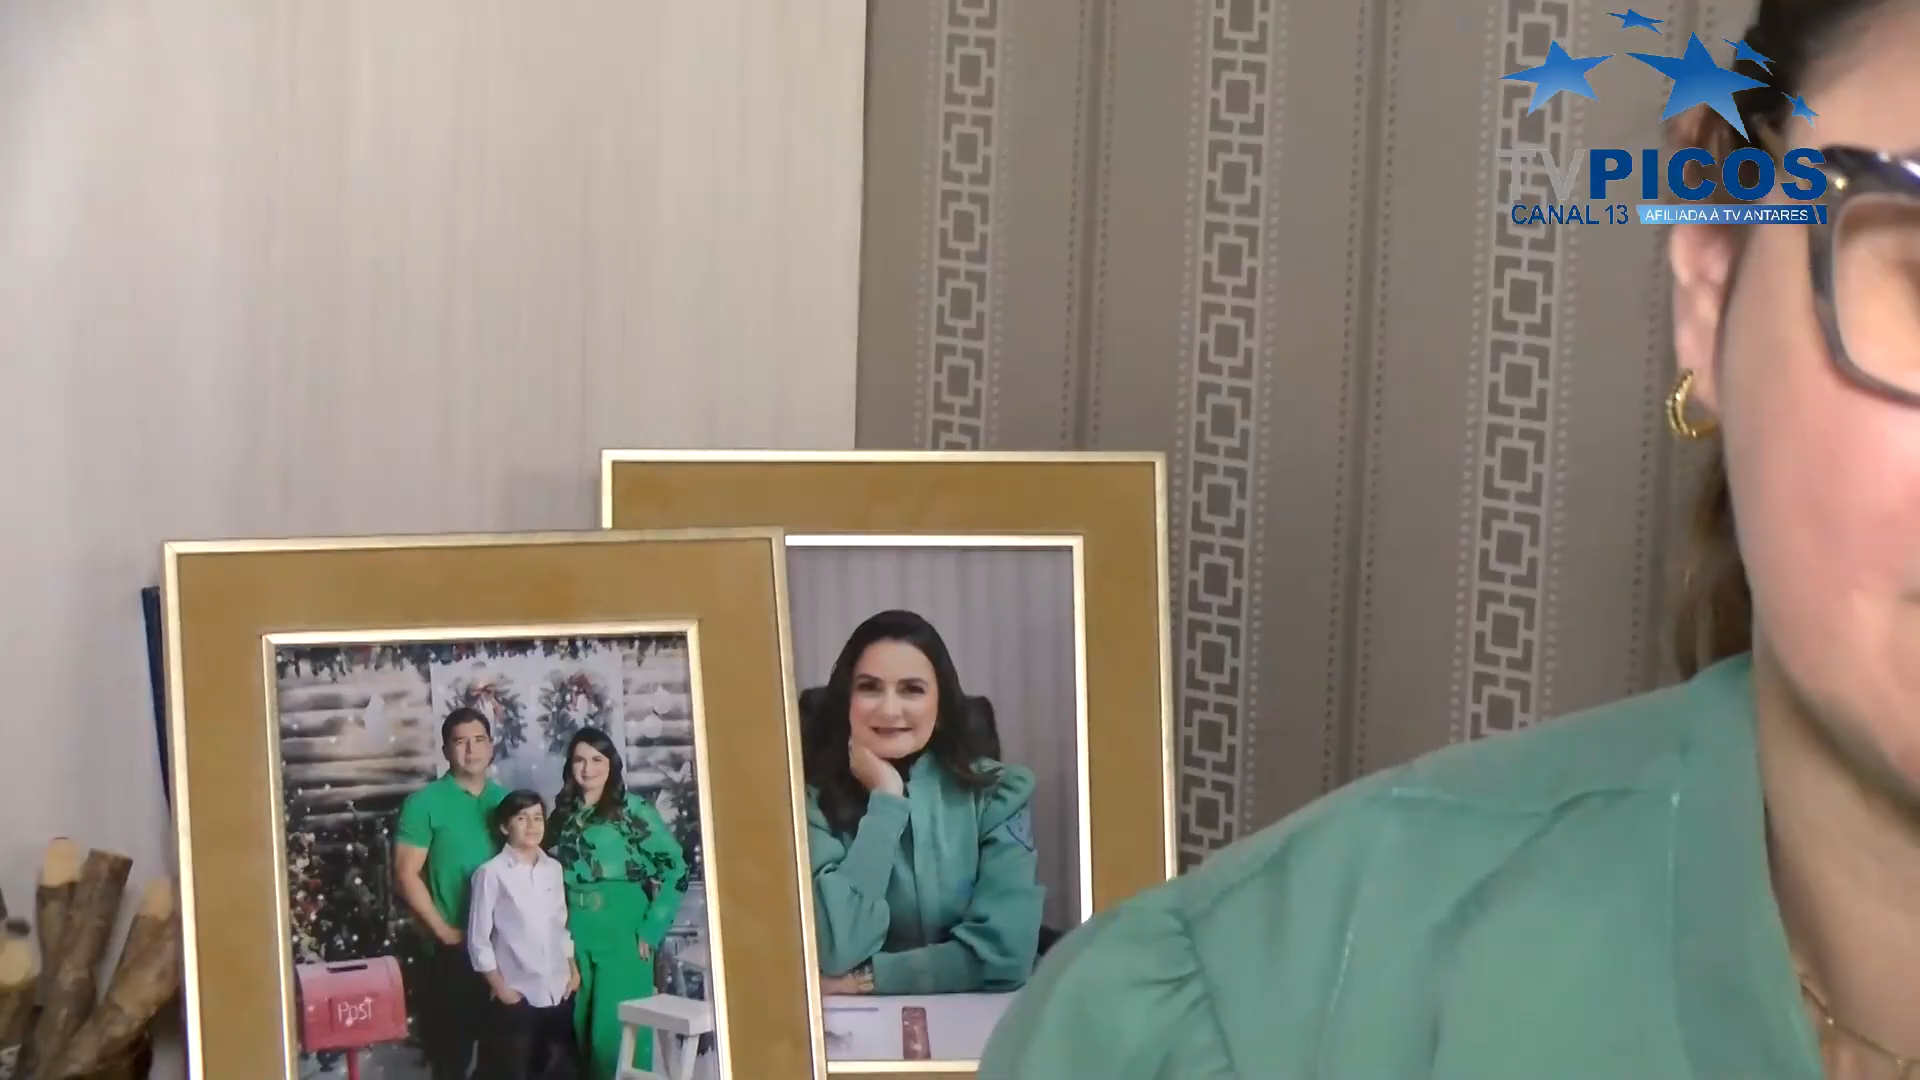 TVPICOS
CANAL 13 AFILIADA À TV ANTARES
POST